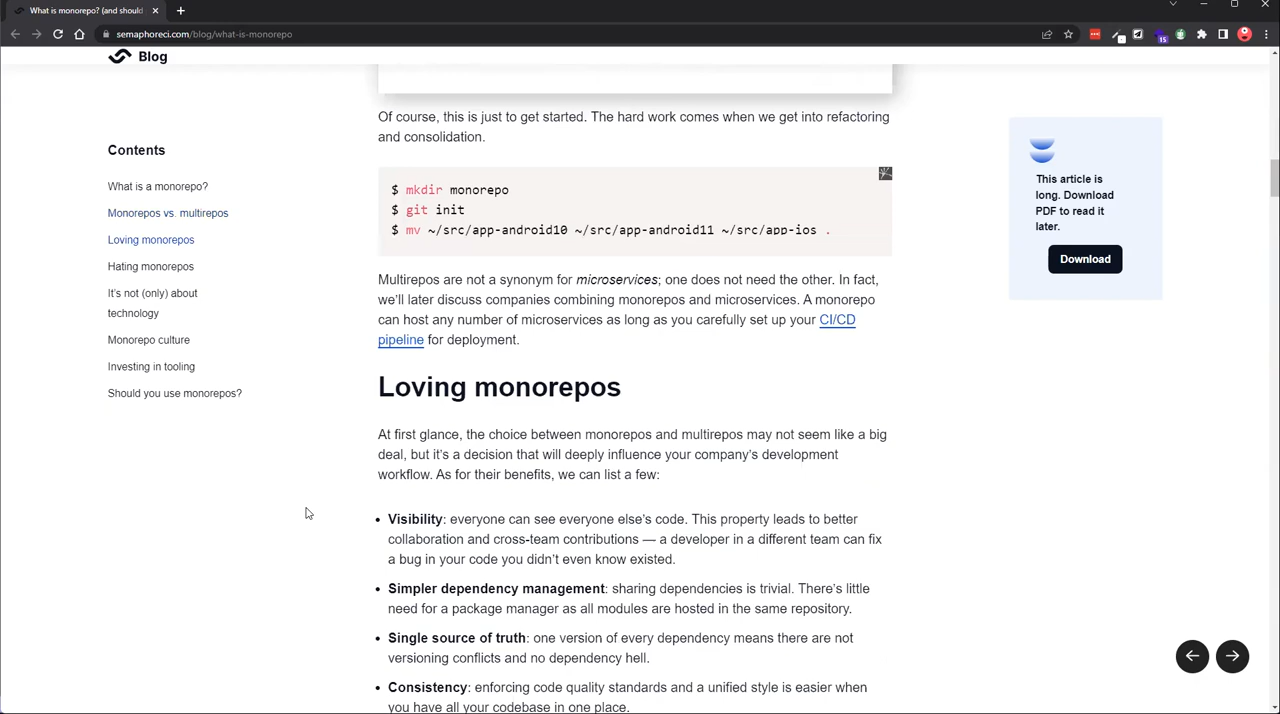 What is monorepo? (and should
semaphoreci.com/blog/what-is-monorepo
15
Blog
Contents
What is a monorepo?
Monorepos vs. multirepos
Loving monorepos
Hating monorepos
It's not (only) about
technology
Monorepo culture
Investing in tooling
Should you use monorepos?
Of course, this is just to get started. The hard work comes when we get into refactoring
and consolidation.
$ mkdir monorepo
$ git init
$ mv ~/src/app-android10 ~/src/app-android11 ~/src/app-ios .
Multirepos are not a synonym for microservices; one does not need the other. In fact,
we'll later discuss companies combining monorepos and microservices. A monorepo
can host any number of microservices as long as you carefully set up your CI/CD
pipeline for deployment.
Loving monorepos
At first glance, the choice between monorepos and multirepos may not seem like a big
deal, but it's a decision that will deeply influence your company's development
workflow. As for their benefits, we can list a few:
• Visibility: everyone can see everyone else's code. This property leads to better
collaboration and cross-team contributions — a developer in a different team can fix
a bug in your code you didn't even know existed.
• Simpler dependency management: sharing dependencies is trivial. There's little
need for a package manager as all modules are hosted in the same repository.
• Single source of truth: one version of every dependency means there are not
versioning conflicts and no dependency hell.
• Consistency: enforcing code quality standards and a unified style is easier when
you have all your codebase in one place.
This article is
long. Download
PDF to read it
later.
Download